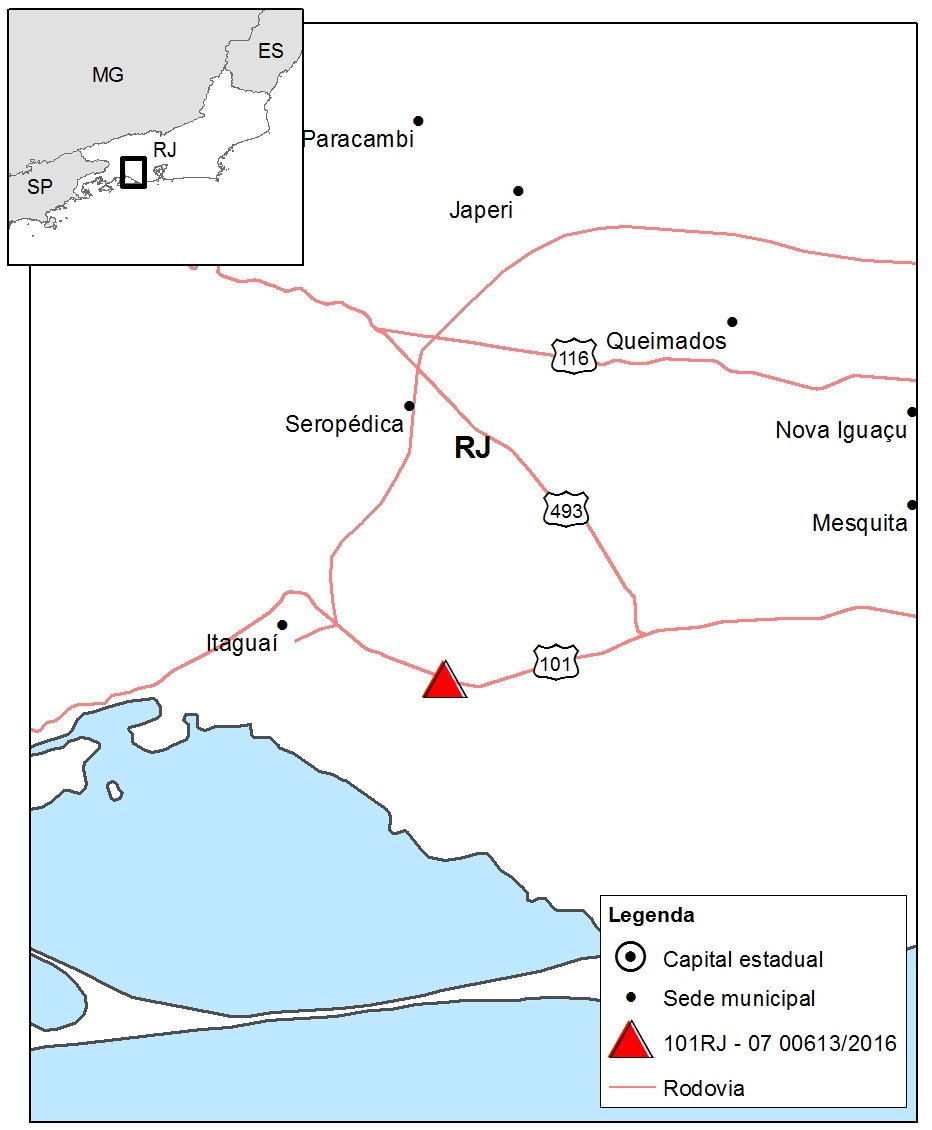 ES
MG
RJ
SP
Paracambi
Japeri
Queimados
116
Seropédica
Nova Iguaçu
RJ
493
Mesquita
Itaguaí
101
Legenda
Capital estadual
Sede municipal
101RJ - 07 00613/2016
Rodovia